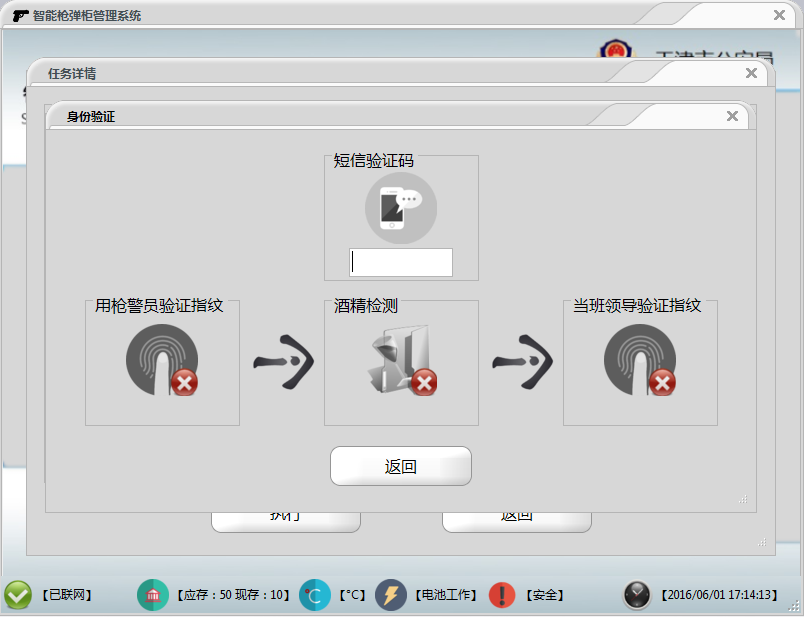 智能枪弹柜管理系统
天津市公安局
任务详情
身份验证
短信验证码
用枪警员验证指纹
酒精检测
当班领导验证指纹
返回
执行
返回
【已联网】
【应存：50 现存：10】
°C
【°C】
【电池工作】
【安全】
【2016/06/01 17:14:13】